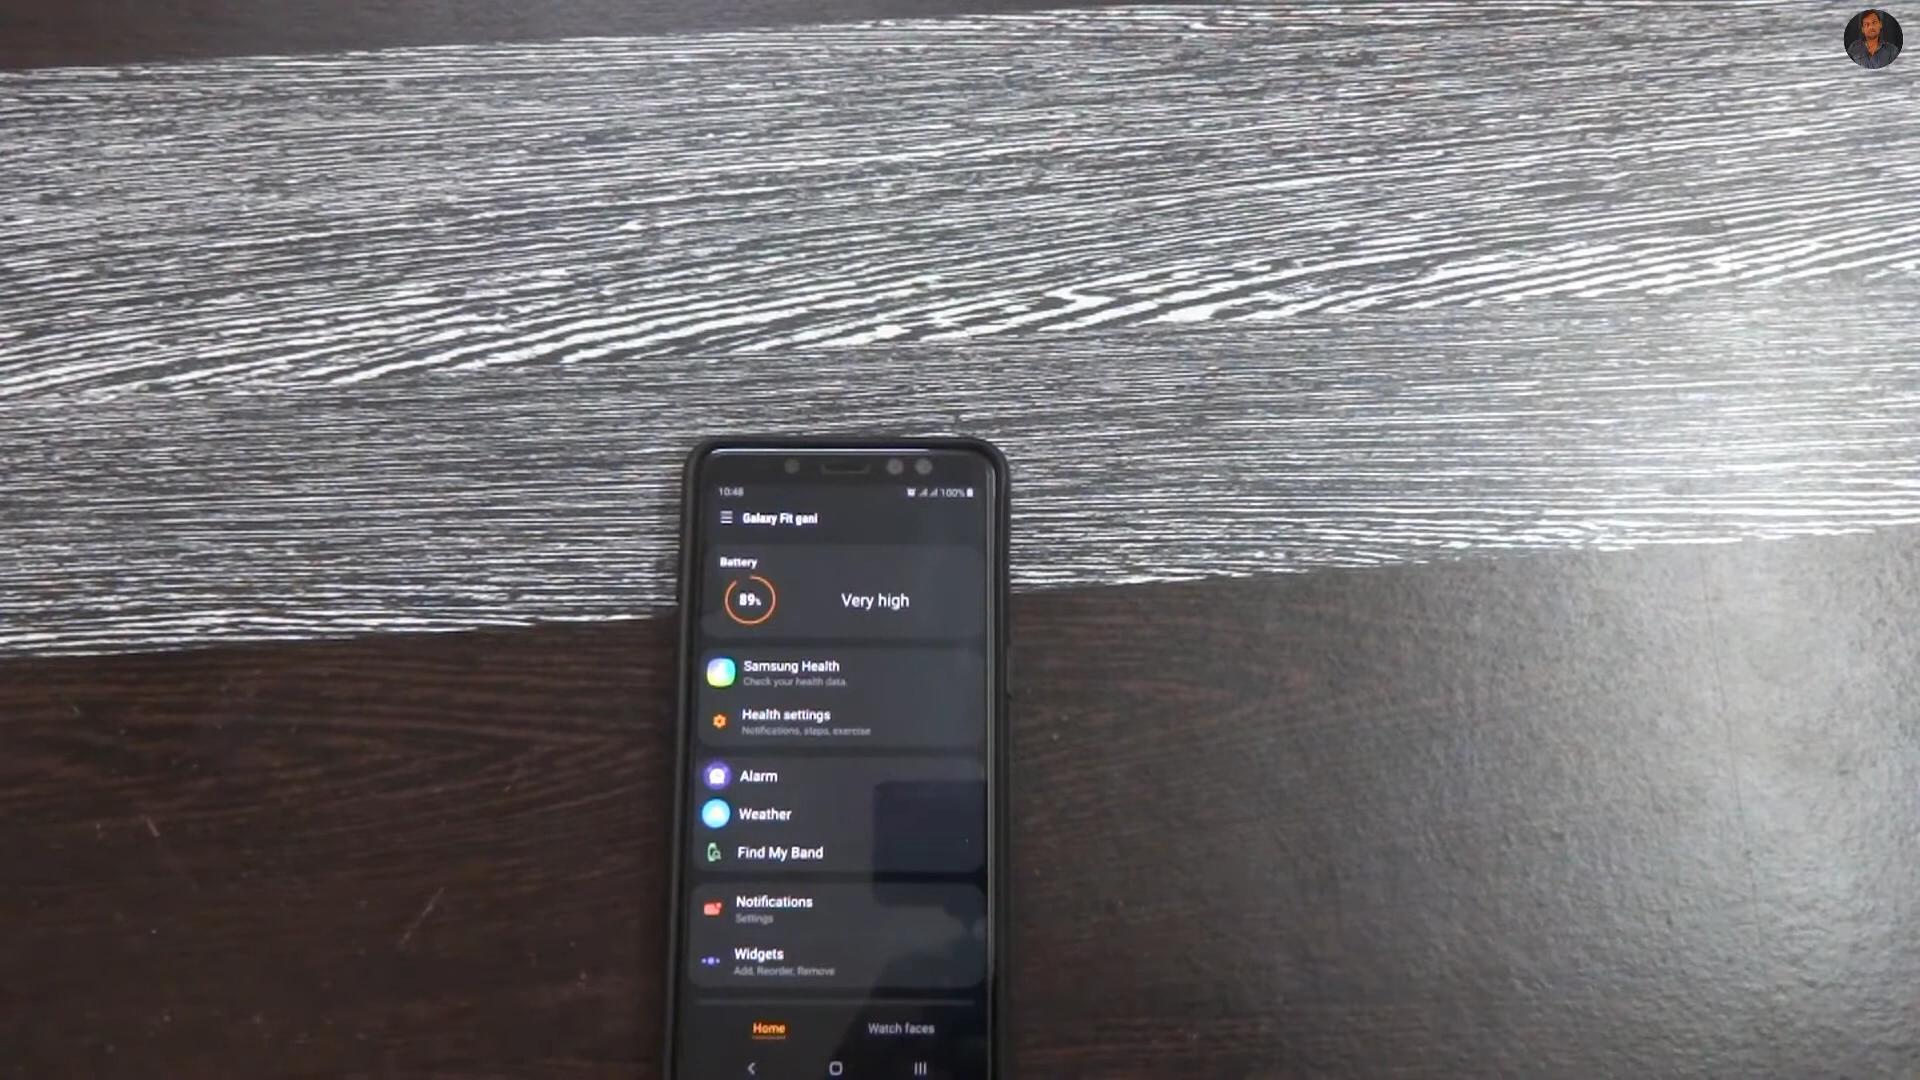 10:48
100%
Galaxy Fit gani
Battery
89%
Very high
Samsung Health
Check your health data.
Health settings
Notifications, steps, exercise
Alarm
Weather
Find My Band
Notifications
Settings
Widgets
Add, Reorder, Remove
Home
Watch faces